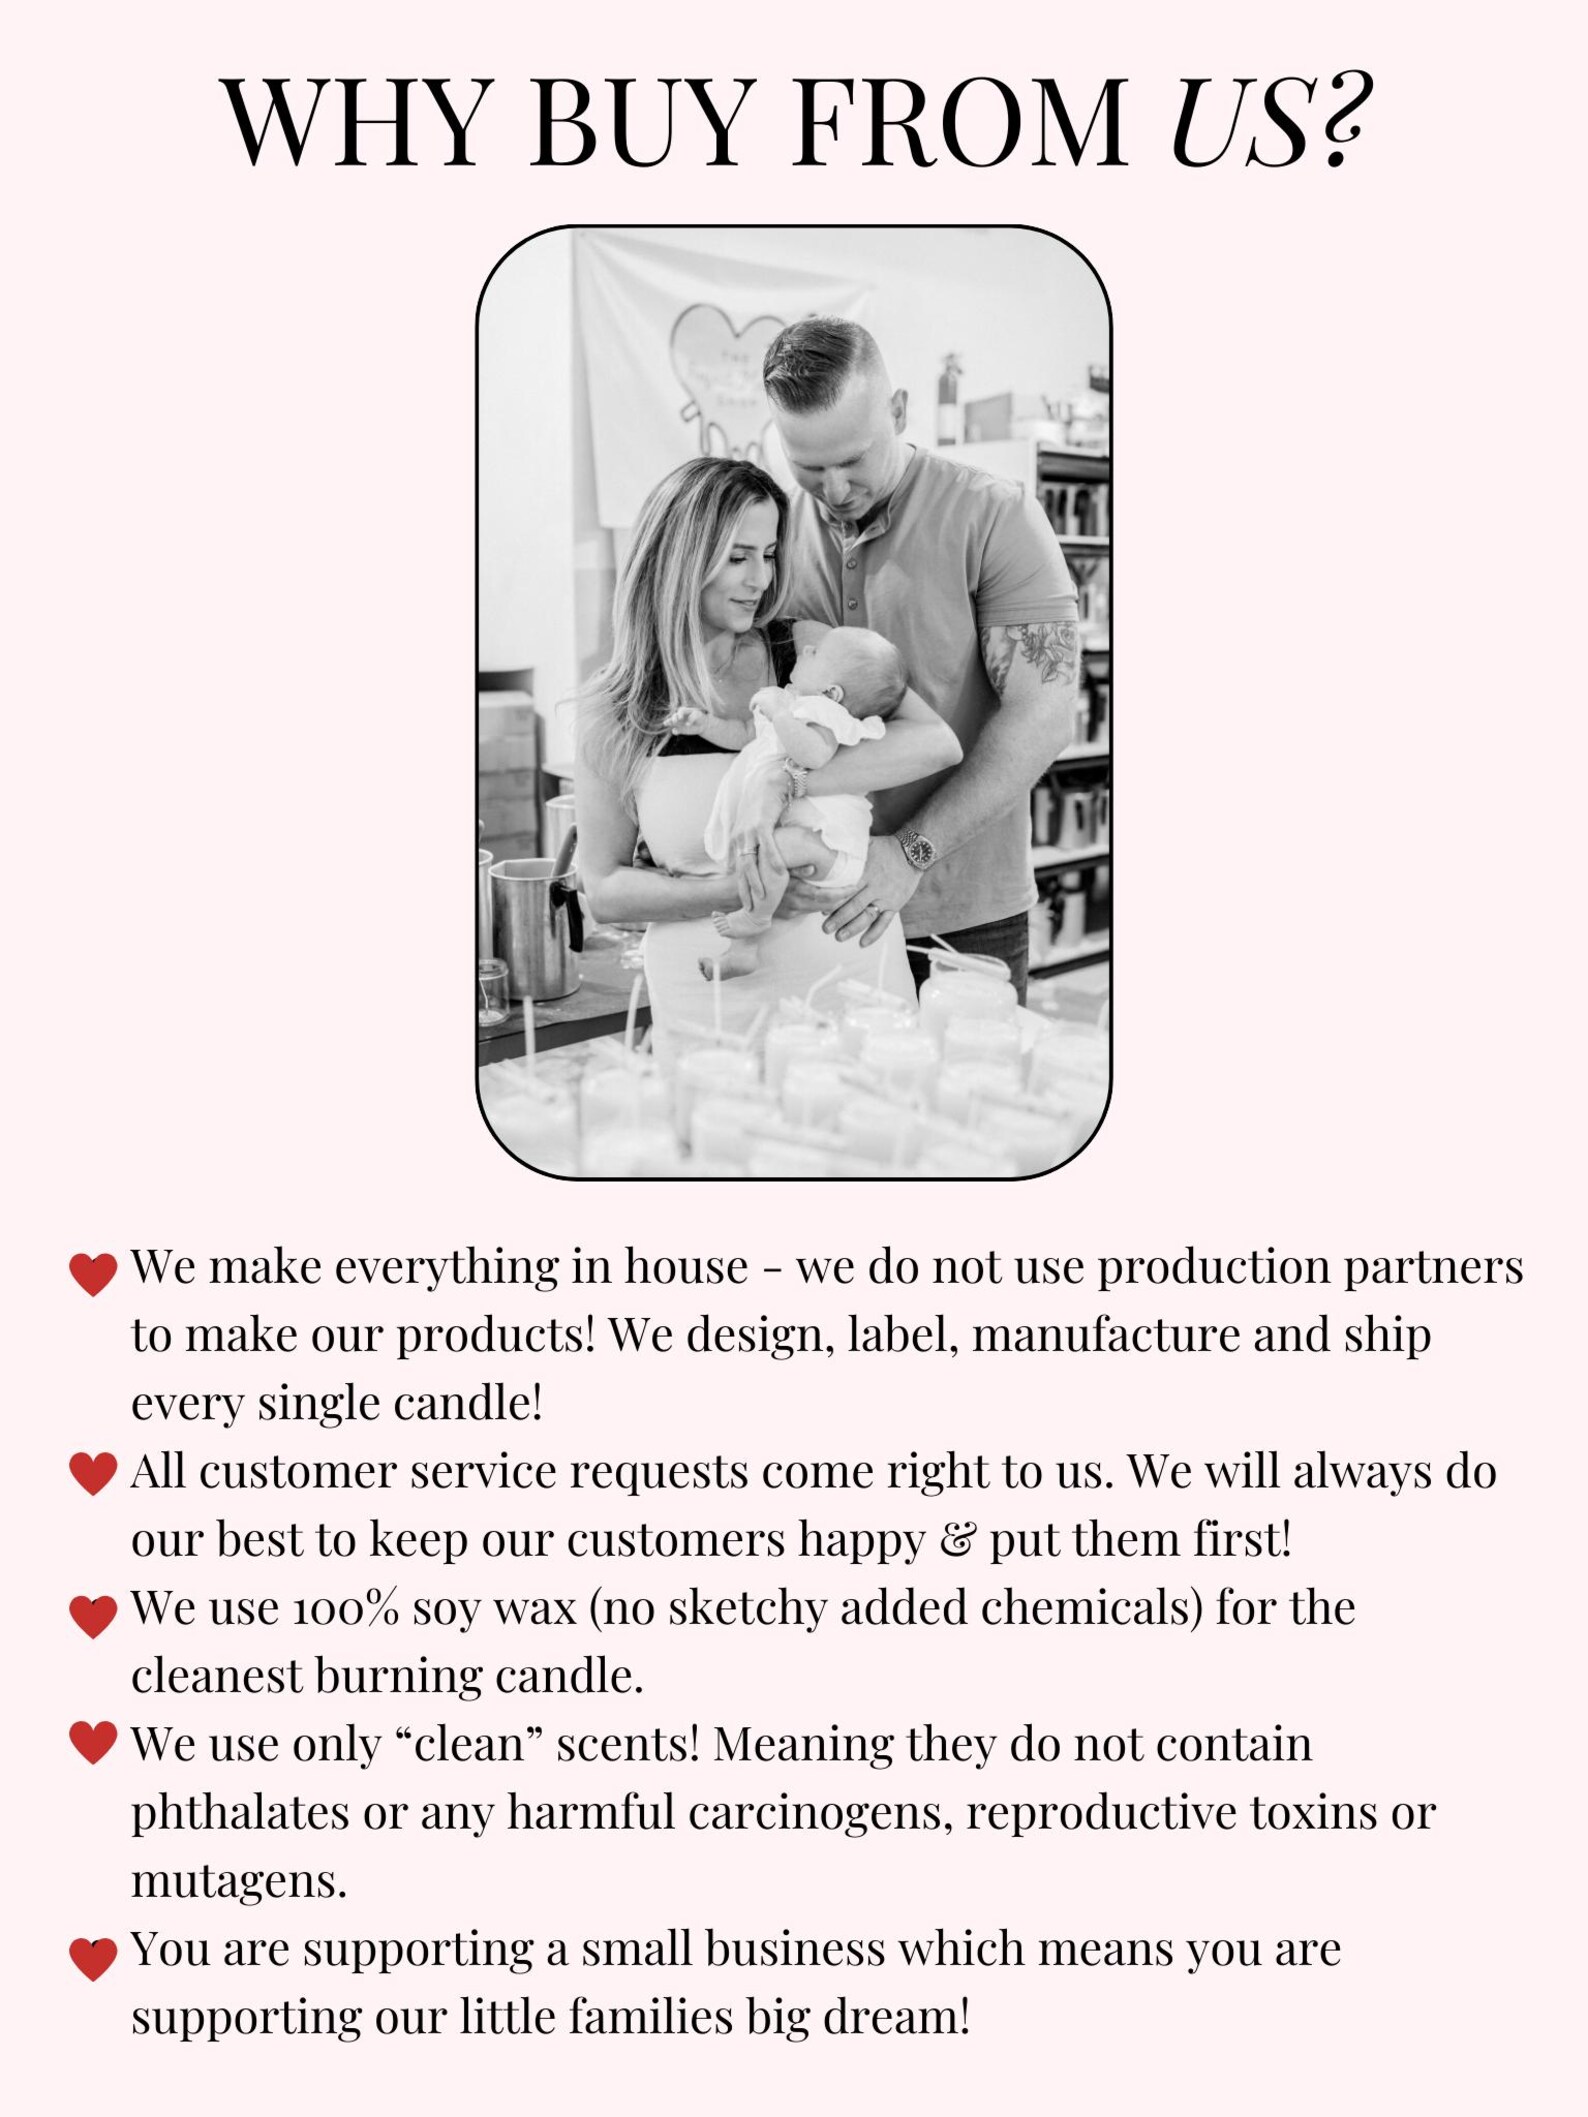 WHY BUY FROM US?
THE
We make everything in house - we do not use production partners
to make our products! We design, label, manufacture and ship
every single candle!
All customer service requests come right to us. We will always do
our best to keep our customers happy & put them first!
We use 100% soy wax (no sketchy added chemicals) for the
cleanest burning candle.
We use only “clean” scents! Meaning they do not contain
phthalates or any harmful carcinogens, reproductive toxins or
mutagens.
You are supporting a small business which means you are
supporting our little families big dream!